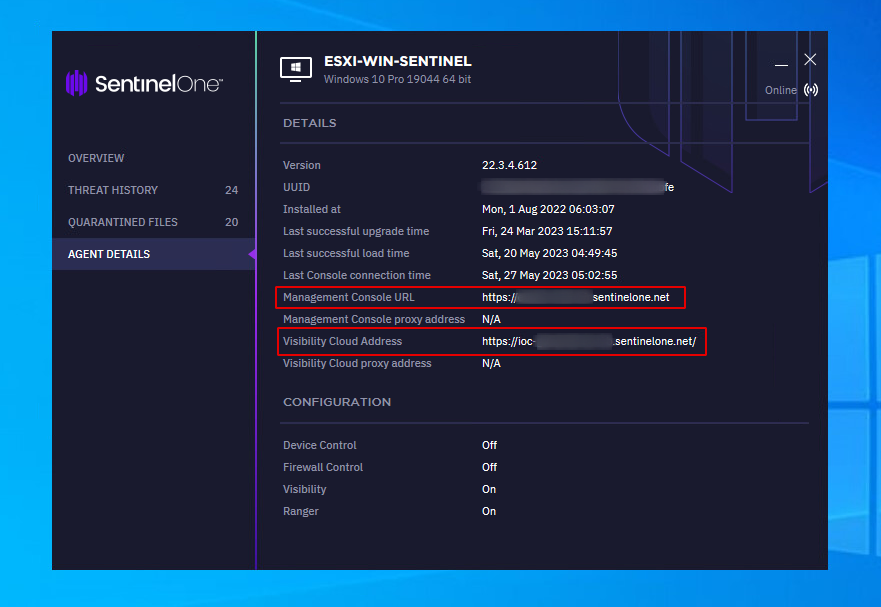 SentinelOne™
OVERVIEW
THREAT HISTORY 24
QUARANTINED FILES 20
AGENT DETAILS
ESXI-WIN-SENTINEL
Windows 10 Pro 19044 64 bit
Online
DETAILS
Version 22.3.4.612
UUID fe
Installed at Mon, 1 Aug 2022 06:03:07
Last successful upgrade time Fri, 24 Mar 2023 15:11:57
Last successful load time Sat, 20 May 2023 04:49:45
Last Console connection time Sat, 27 May 2023 05:02:55
Management Console URL https:// sentinelone.net
Management Console proxy address N/A
Visibility Cloud Address https://ioc- .sentinelone.net/
Visibility Cloud proxy address N/A
CONFIGURATION
Device Control Off
Firewall Control Off
Visibility On
Ranger On